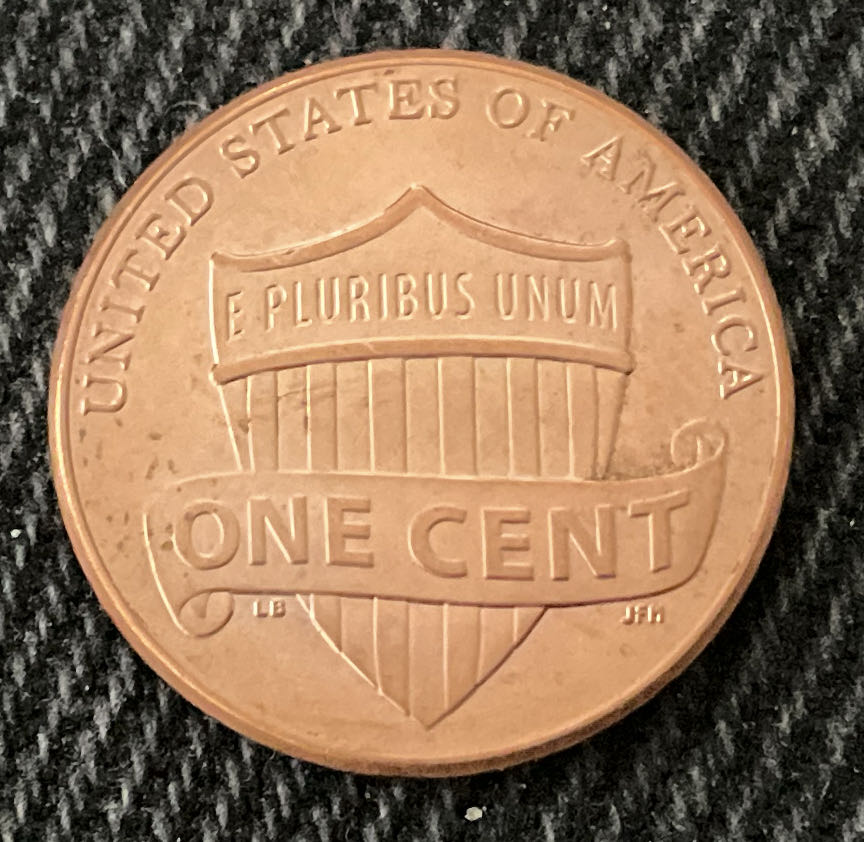 UNITED STATES OF AMERICA
E PLURIBUS UNUM
ONE CENT
LB
JFM